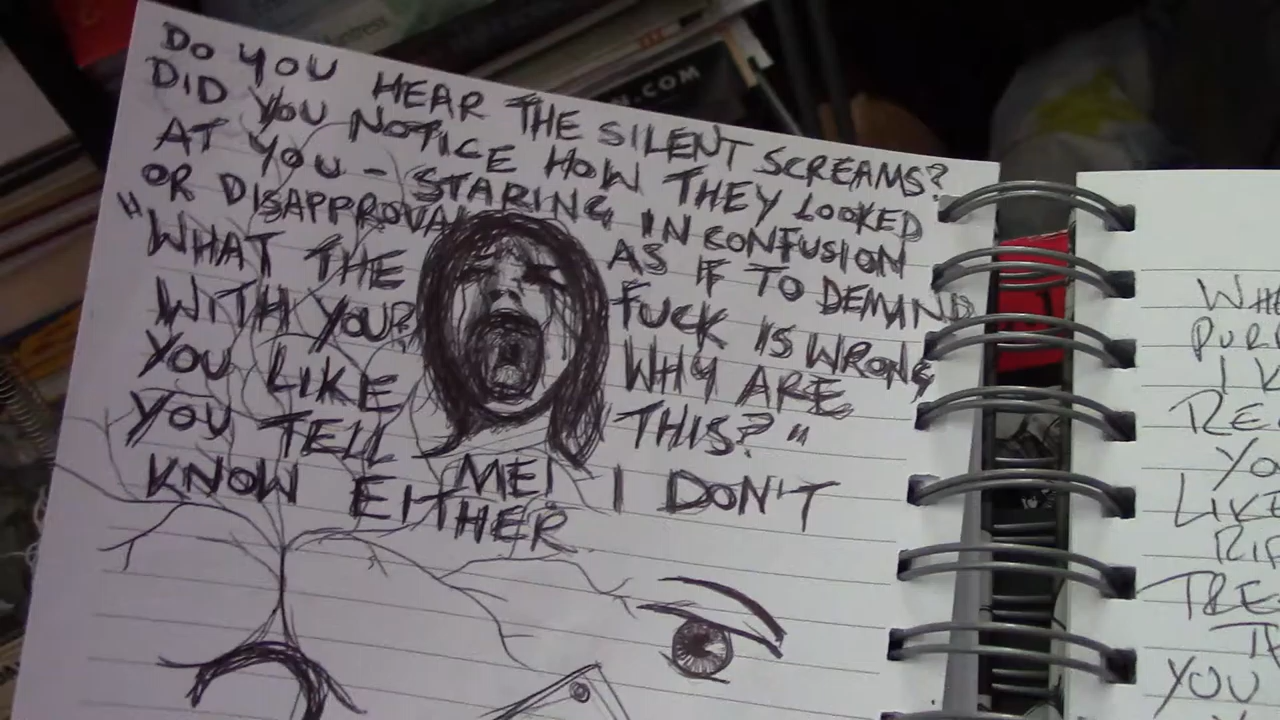 DO YOU HEAR THE SILENT SCREAMS?
DID YOU NOTICE HOW THEY LOOKED
AT YOU - STARING IN CONFUSION
OR DISAPPROVAL AS IF TO DEMAND
"WHAT THE FUCK IS WRONG
WITH YOU? WHY ARE
YOU LIKE THIS?"
YOU TELL ME! I DON'T
KNOW EITHER
.COM
YOU